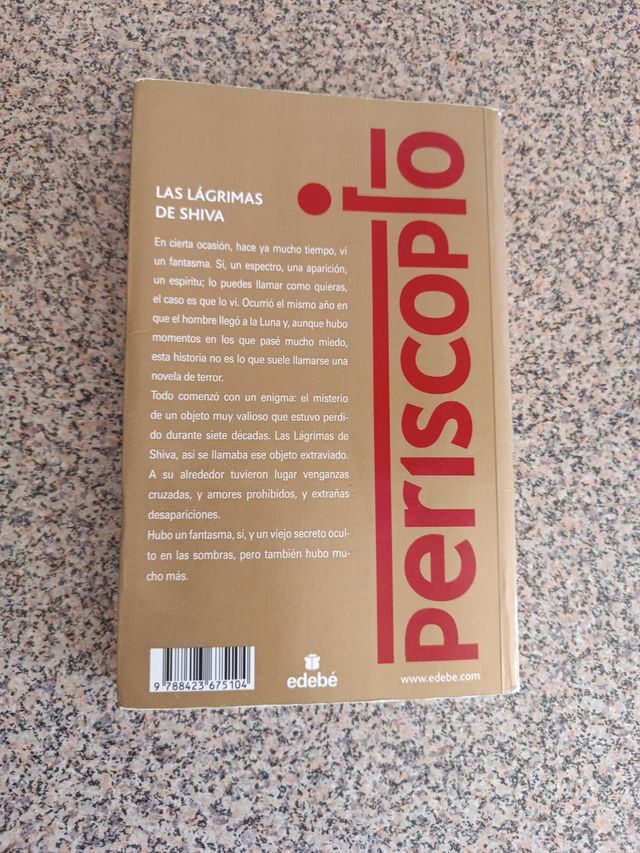 LAS LÁGRIMAS
DE SHIVA
En cierta ocasión, hace ya mucho tiempo, vi
un fantasma. Sí, un espectro, una aparición,
un espíritu; lo puedes llamar como quieras,
el caso es que lo vi. Ocurrió el mismo año en
que el hombre llegó a la Luna y, aunque hubo
momentos en los que pasé mucho miedo,
esta historia no es lo que suele llamarse una
novela de terror.
Todo comenzó con un enigma: el misterio
de un objeto muy valioso que estuvo perdi-
do durante siete décadas. Las Lágrimas de
Shiva, así se llamaba ese objeto extraviado.
A su alrededor tuvieron lugar venganzas
cruzadas, y amores prohibidos, y extrañas
desapariciones.
Hubo un fantasma, sí, y un viejo secreto ocul-
to en las sombras, pero también hubo mu-
cho más.
9 788423 675104
edebé
www.edebe.com
periscopio